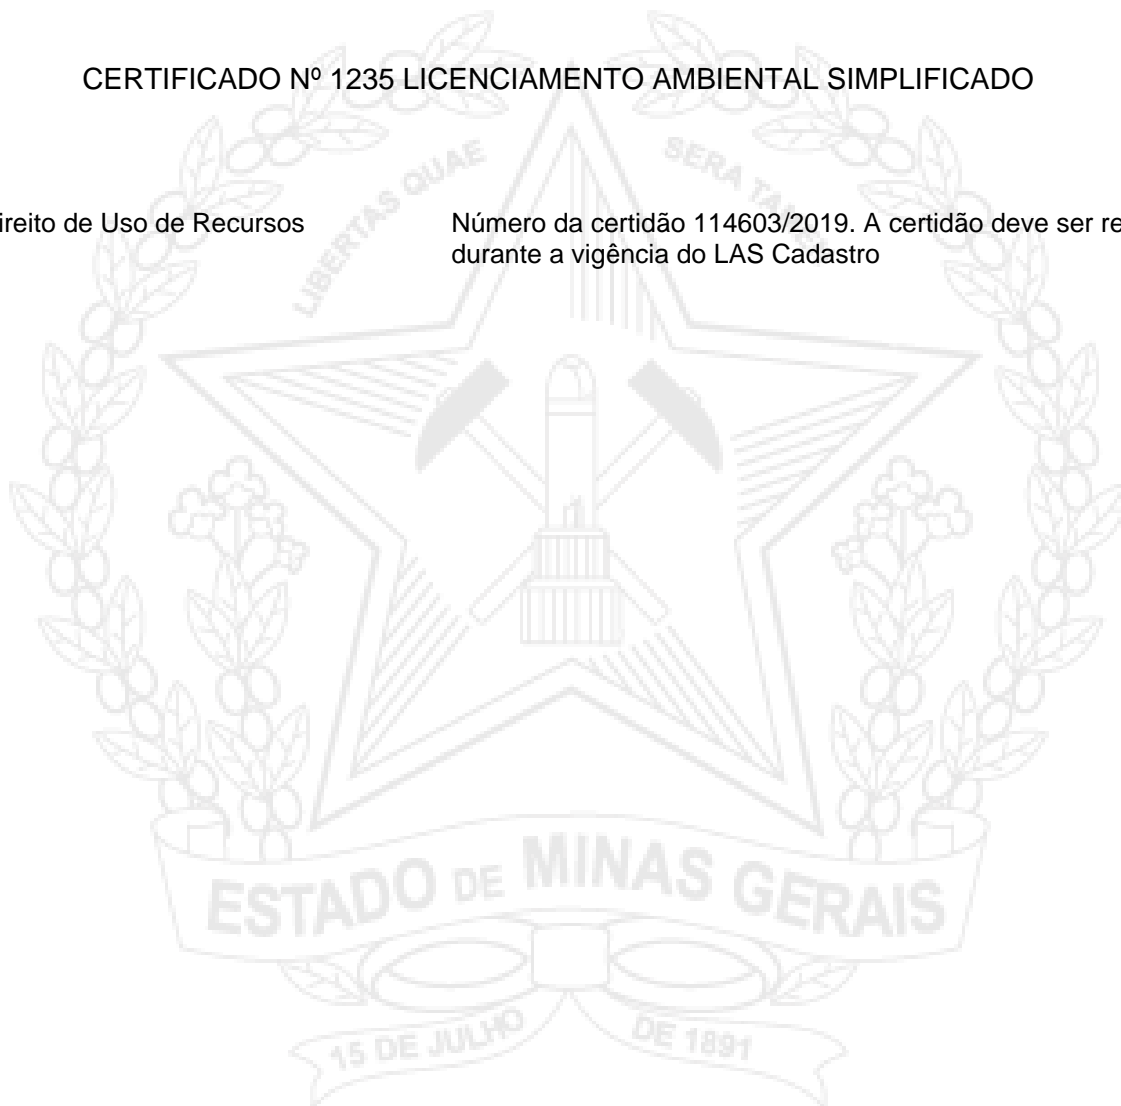 CERTIFICADO Nº 1235 LICENCIAMENTO AMBIENTAL SIMPLIFICADO
LIBERTAS QUAE SERA
ireito de Uso de Recursos
Número da certidão 114603/2019. A certidão deve ser re
durante a vigência do LAS Cadastro
ESTADO DE MINAS GERAIS
15 DE JULHO DE 1891